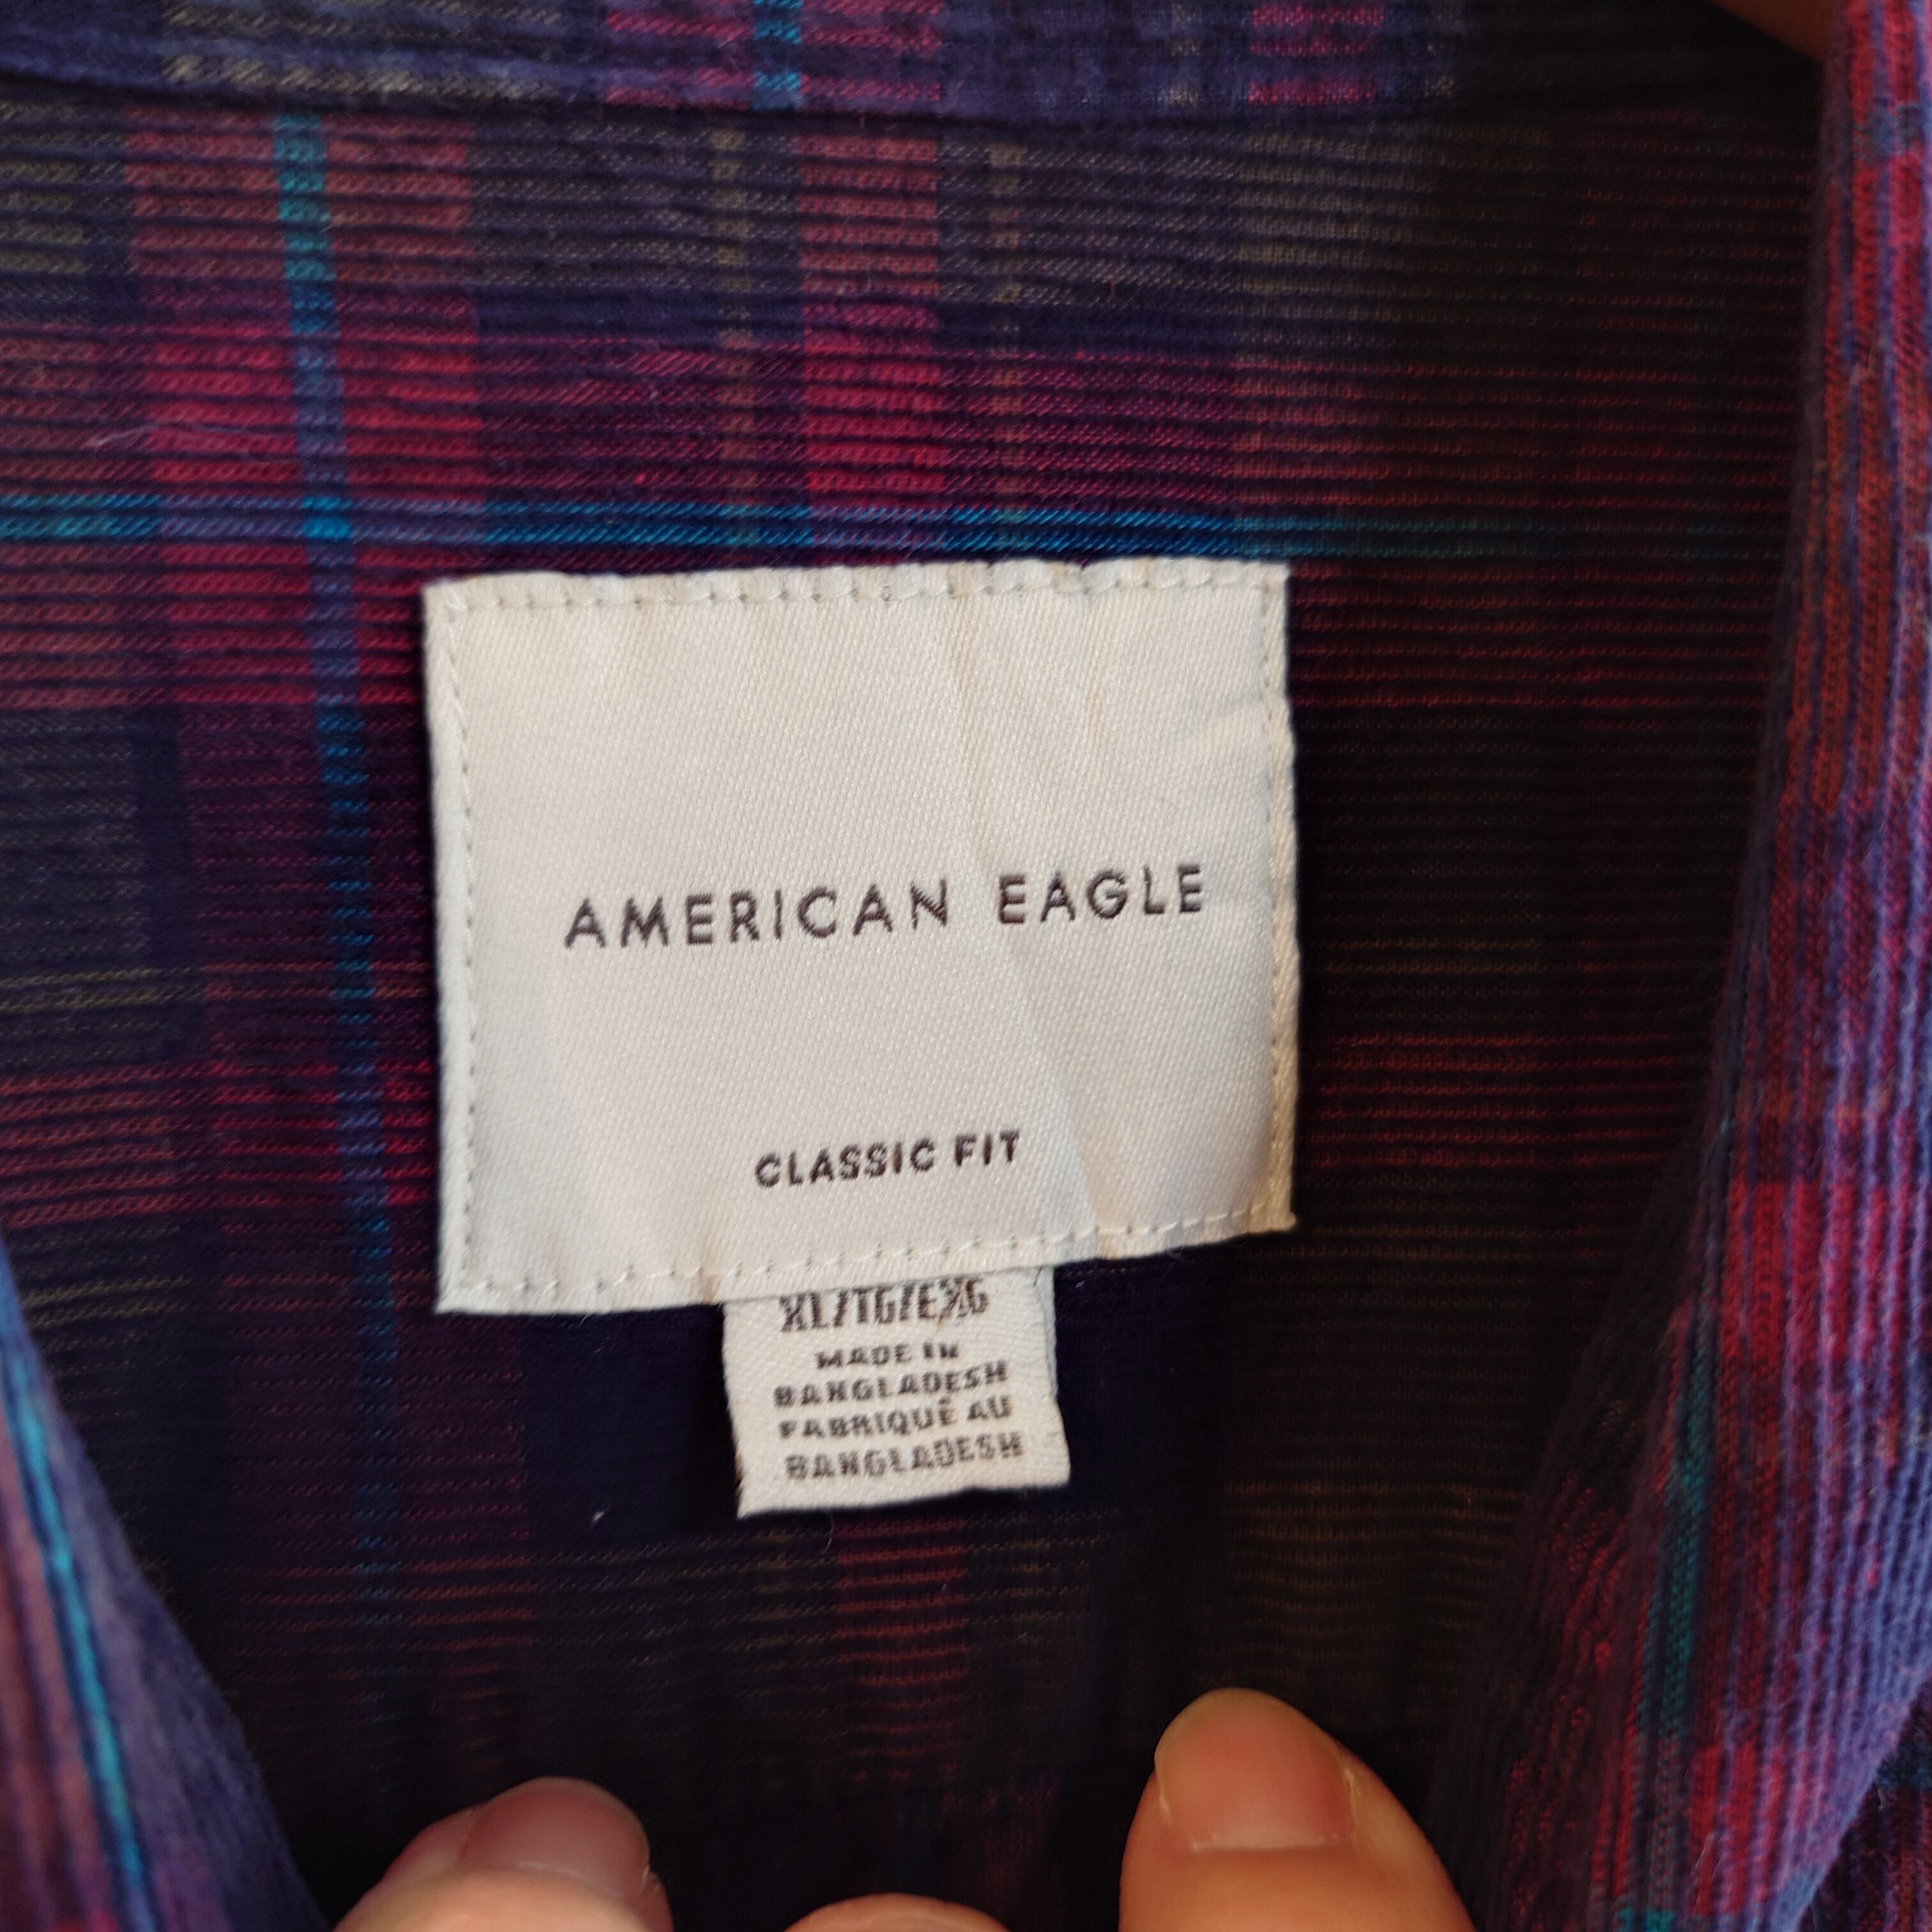 AMERICAN EAGLE
CLASSIC FIT
XL/TG/EXG
MADE IN
BANGLADESH
FABRIQUÉ AU
BANGLADESH